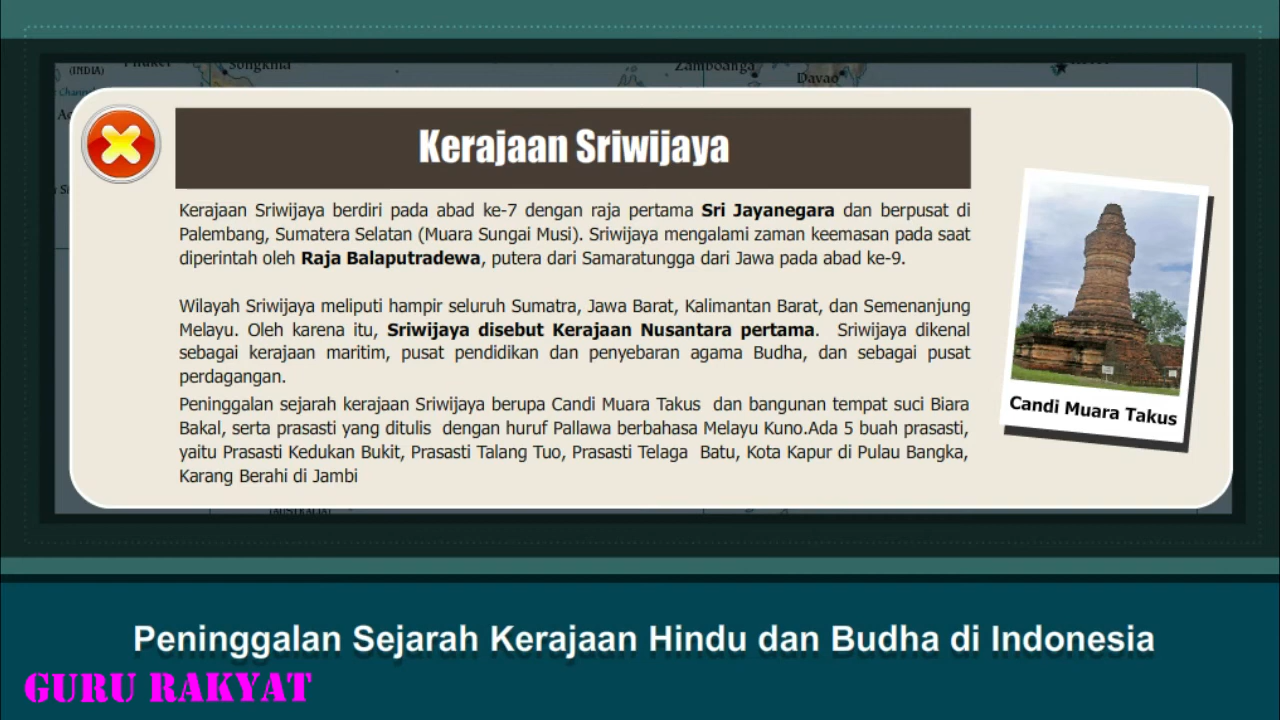 (INDIA)
Songkhla
Zamboanga
Davao
Kerajaan Sriwijaya
Kerajaan Sriwijaya berdiri pada abad ke-7 dengan raja pertama Sri Jayanegara dan berpusat di
Palembang, Sumatera Selatan (Muara Sungai Musi). Sriwijaya mengalami zaman keemasan pada saat
diperintah oleh Raja Balaputradewa, putera dari Samaratungga dari Jawa pada abad ke-9.
Wilayah Sriwijaya meliputi hampir seluruh Sumatra, Jawa Barat, Kalimantan Barat, dan Semenanjung
Melayu. Oleh karena itu, Sriwijaya disebut Kerajaan Nusantara pertama. Sriwijaya dikenal
sebagai kerajaan maritim, pusat pendidikan dan penyebaran agama Budha, dan sebagai pusat
perdagangan.
Peninggalan sejarah kerajaan Sriwijaya berupa Candi Muara Takus dan bangunan tempat suci Biara
Bakal, serta prasasti yang ditulis dengan huruf Pallawa berbahasa Melayu Kuno.Ada 5 buah prasasti,
yaitu Prasasti Kedukan Bukit, Prasasti Talang Tuo, Prasasti Telaga Batu, Kota Kapur di Pulau Bangka,
Karang Berahi di Jambi
Candi Muara Takus
(AUSTRALIA)
Peninggalan Sejarah Kerajaan Hindu dan Budha di Indonesia
GURU RAKYAT